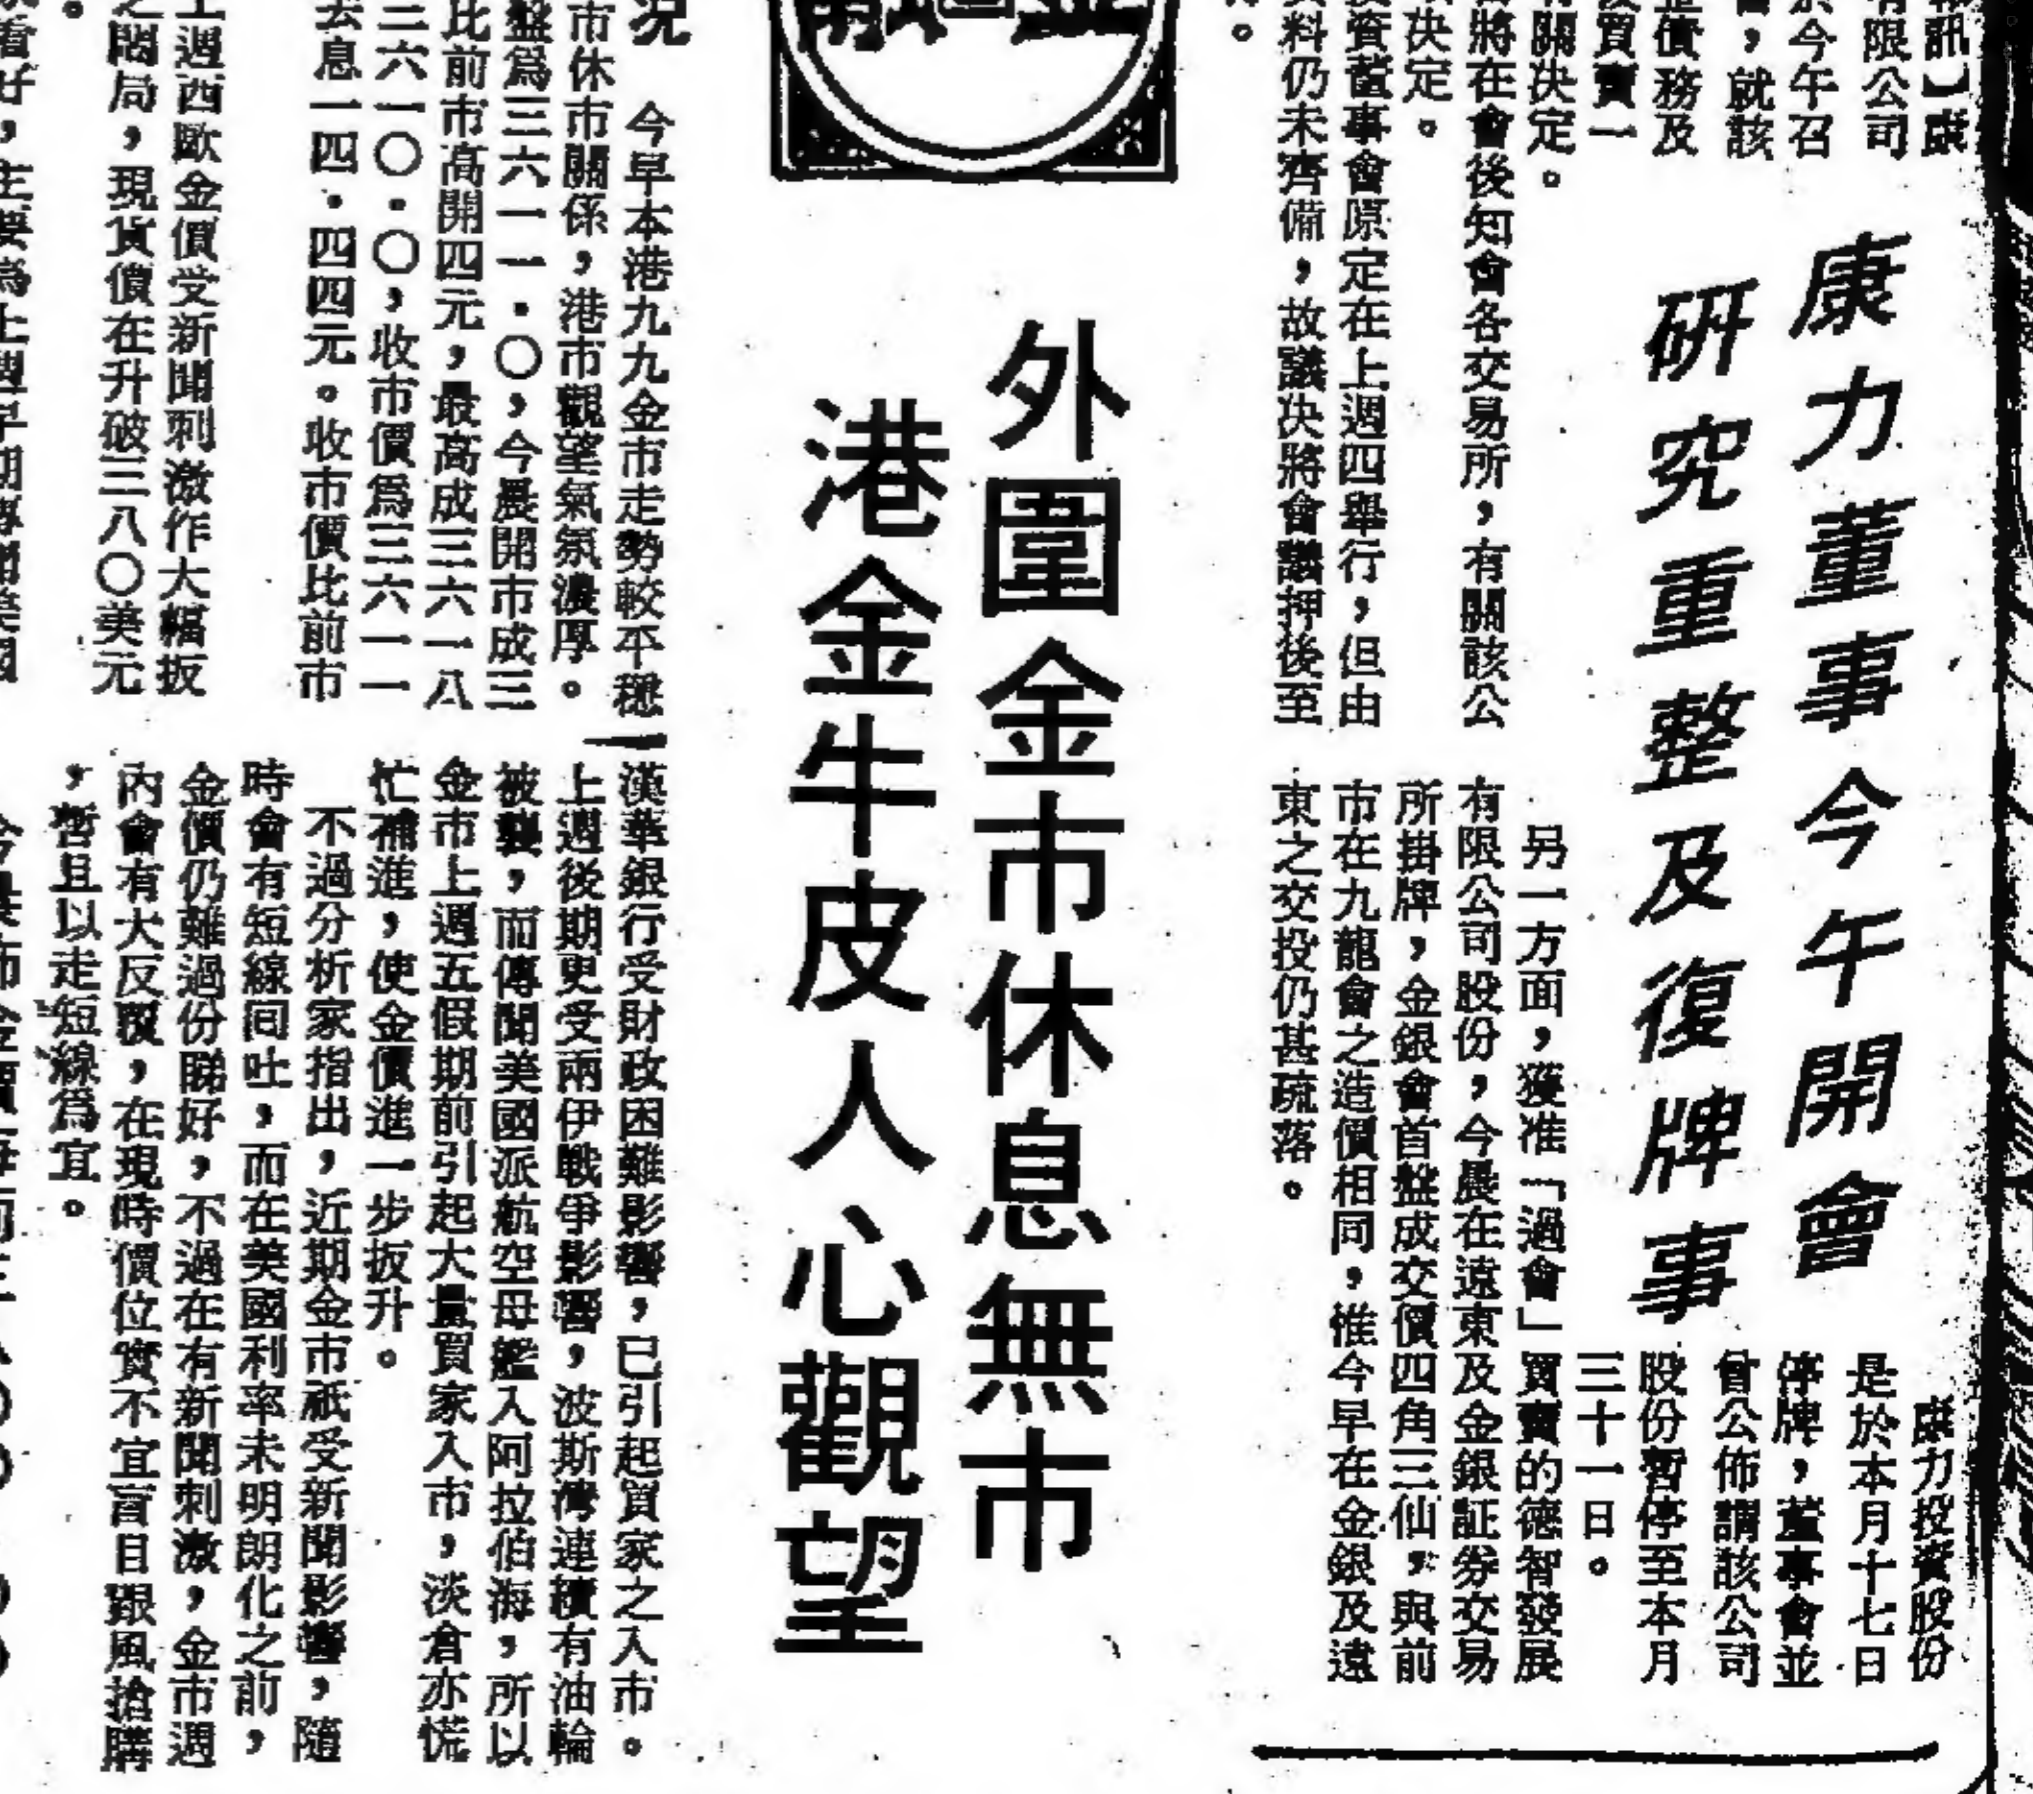 康力董事今午開會
研究重整及復牌事
訊】康
有限公司
於今午召
,就該
債務及
買賣一
關決定。
將在會後知會各交易所,有關該公
決定。
資董事會原定在上週四舉行,但由
料仍未齊備,故議決將會議押後至
。
康力投資股份
是於本月十七日
停牌,董事會並
曾公佈謂該公司
股份暫停至本月
三十一日。
另一方面,獲准「過會」買賣的德智發展
有限公司股份,今晨在遠東及金銀証券交易
所掛牌,金銀會首盤成交價四角三仙,與前
市在九龍會之造價相同,惟今早在金銀及遠
東之交投仍甚疏落。
外圍金市休息無市
港金牛皮人心觀望
況 今早本港九九金市走勢較平穩
市休市關係,港市觀望氣氛濃厚。
盤為三六一一.〇,今晨開市成三
比前市高開四元,最高成三六一八
三六一〇.〇,收市價為三六一一
去息一四.四四元。收市價比前市
上週西歐金價受新聞刺激作大幅扳
之悶局,現貨價在升破三八〇美元
。
看好,主要為上週早期專聞美國
漢華銀行受財政困難影響,已引起買家之入市。
上週後期更受兩伊戰爭影響,波斯灣連續有油輪
被襲,而傳聞美國派航空母艦入阿拉伯海,所以
金市上週五假期前引起大量買家入市,淡倉亦慌
忙補進,使金價進一步扳升。
不過分析家指出,近期金市祇受新聞影響,隨
時會有短線回吐,而在美國利率未明朗化之前,
金價仍難過份睇好,不過在有新聞刺激,金市週
內會有大反覆,在現時價位實不宜盲目跟風搶購
,暫且以走短線為宜。